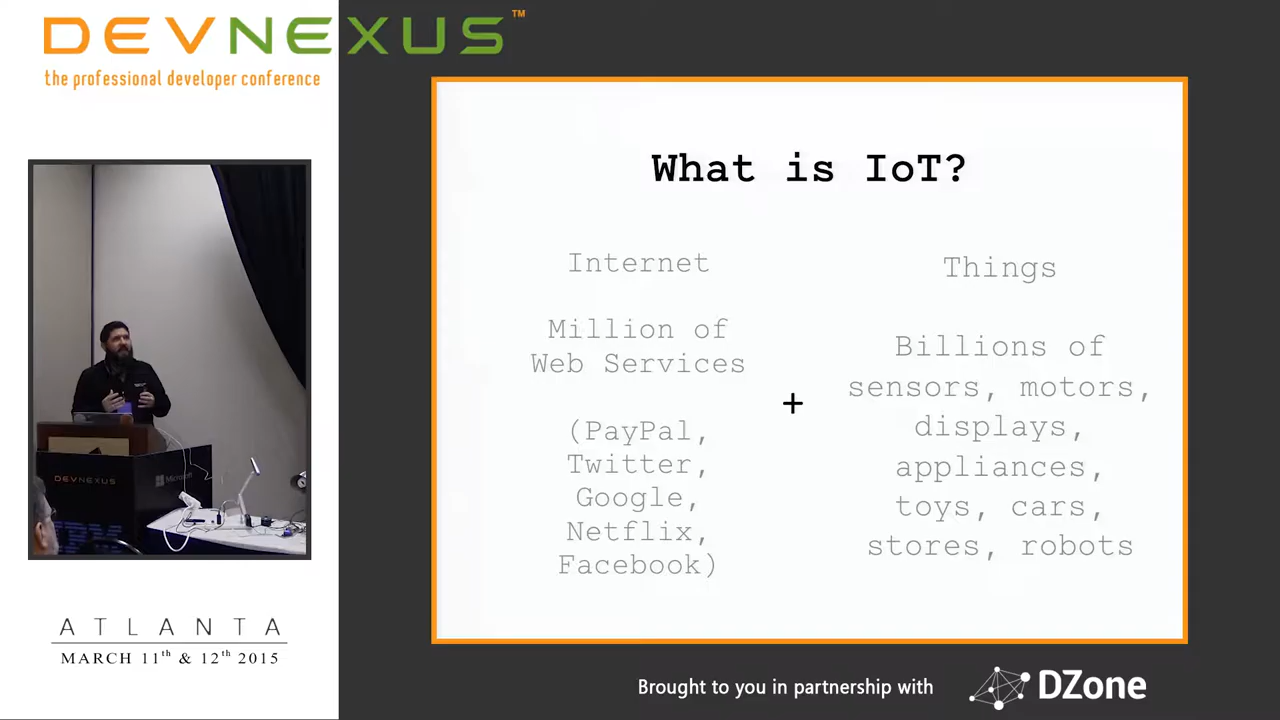 DEVNEXUS™
the professional developer conference
DEVNEXUS
Microsoft
ATLANTA
MARCH 11th & 12th 2015
What is IoT?
Internet
Million of
Web Services
(PayPal,
Twitter,
Google,
Netflix,
Facebook)
+
Things
Billions of
sensors, motors,
displays,
appliances,
toys, cars,
stores, robots
Brought to you in partnership with
DZone